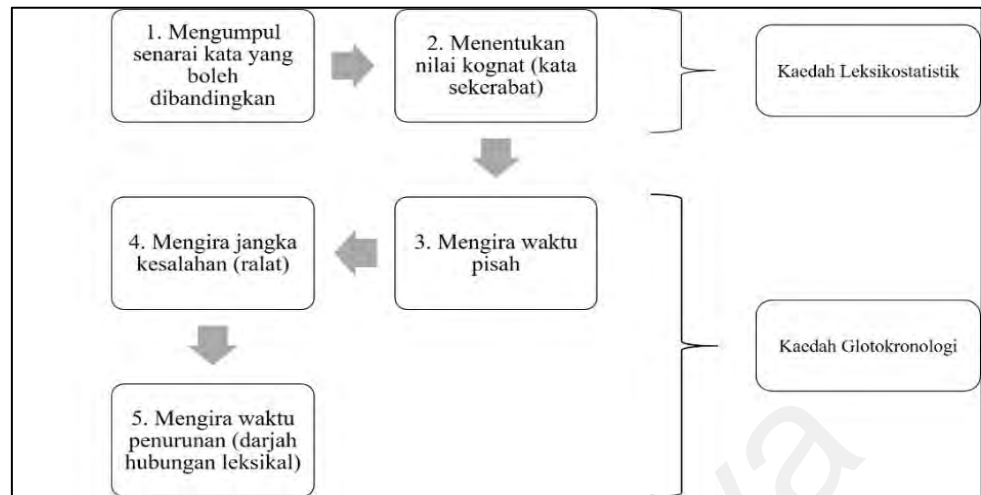 1. Mengumpul
senarai kata yang
boleh
dibandingkan
2. Menentukan
nilai kognat (kata
sekerabat)
Kaedah Leksikostatistik
4. Mengira jangka
kesalahan (ralat)
3. Mengira waktu
pisah
Kaedah Glotokronologi
5. Mengira waktu
penurunan (darjah
hubungan leksikal)